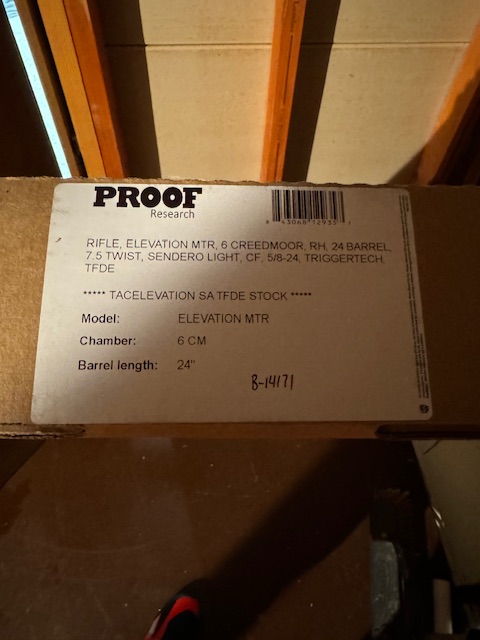 PROOF
Research
RIFLE, ELEVATION MTR, 6 CREEDMOOR, RH, 24 BARREL,
7.5 TWIST, SENDERO LIGHT, CF, 5/8-24, TRIGGERTECH,
TFDE
***** TACELEVATION SA TFDE STOCK *****
Model: ELEVATION MTR
Chamber: 6 CM
Barrel length: 24"
B-14171